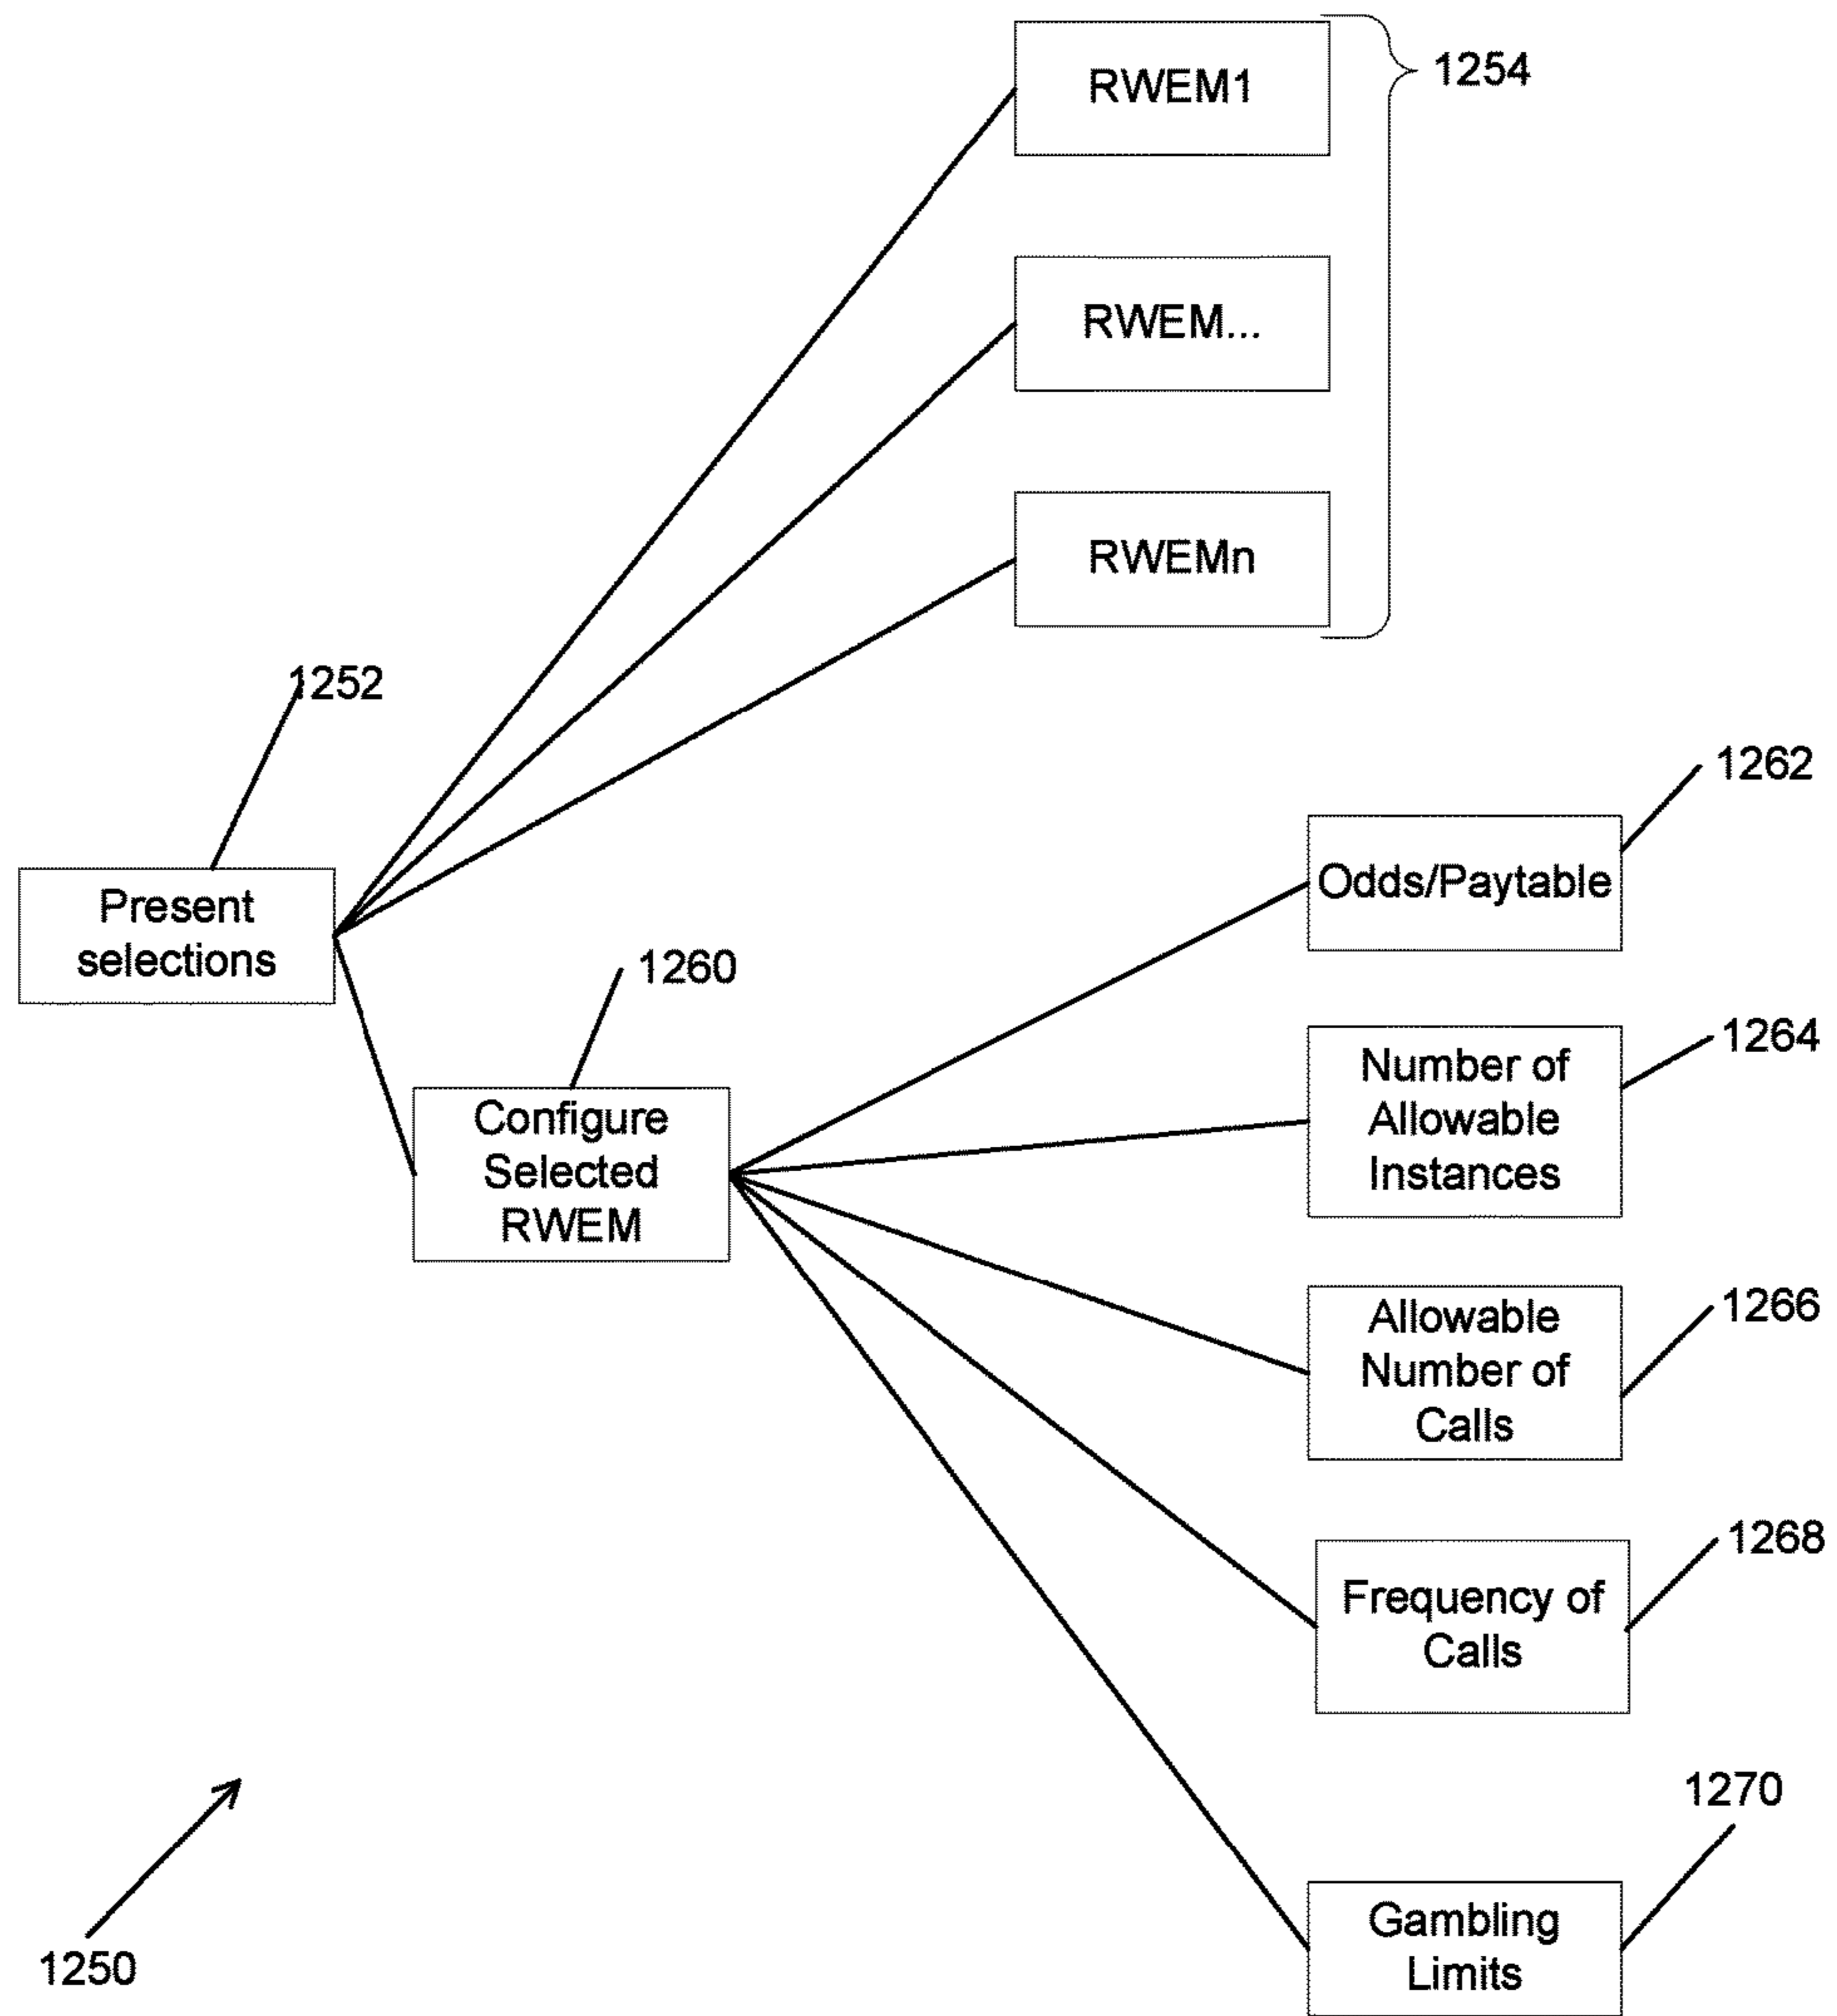 RWEM1
1254
RWEM...
RWEMn
1252
1262
Present
selections
Odds/Paytable
1260
1264
Number of
Allowable
Instances
Configure
Selected
RWEM
1266
Allowable
Number of
Calls
1268
Frequency of
Calls
1270
Gambling
Limits
1250